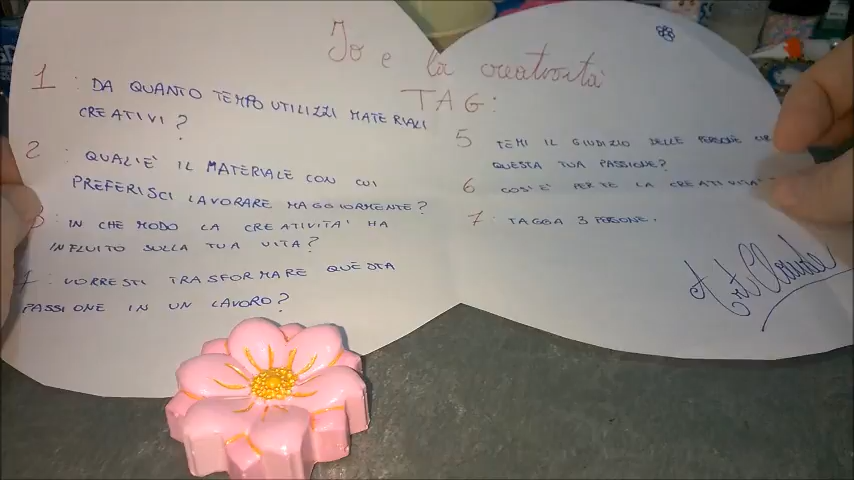 Io e la creatività
TAG:
1: DA QUANTO TEMPO UTILIZZI MATERIALI
CREATIVI?
2: QUAL'È IL MATERIALE CON CUI
PREFERISCI LAVORARE MAGGIORMENTE?
3: IN CHE MODO LA CREATIVITA' HA
INFLUITO SULLA TUA VITA?
4: VORRESTI TRASFORMARE QUESTA
PASSIONE IN UN LAVORO?
5 TEMI IL GIUDIZIO DELLE PERSONE CIR
QUESTA TUA PASSIONE?
6 COS'E' PER TE LA CREATIVITA'
7: TAGGA 3 PERSONE.
Art Cloude